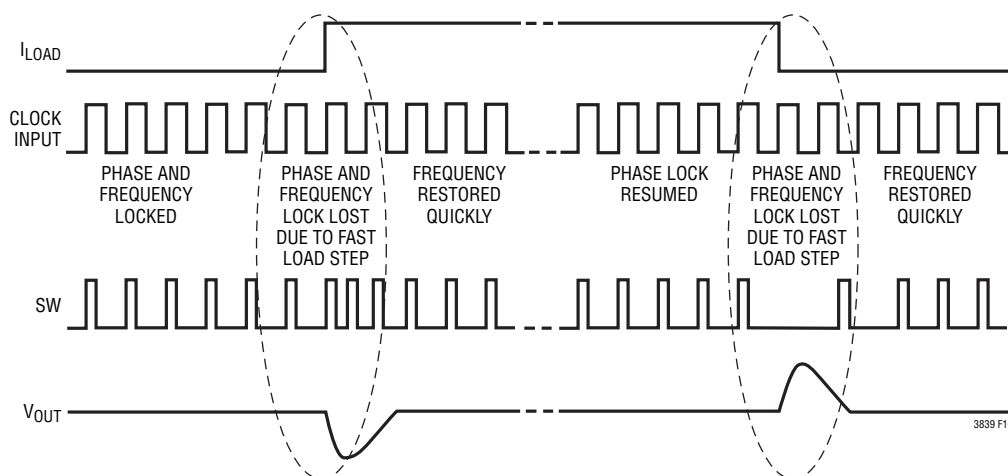 ILOAD
CLOCK
INPUT
PHASE AND
FREQUENCY
LOCKED
PHASE AND
FREQUENCY
LOCK LOST
DUE TO FAST
LOAD STEP
FREQUENCY
RESTORED
QUICKLY
PHASE LOCK
RESUMED
PHASE AND
FREQUENCY
LOCK LOST
DUE TO FAST
LOAD STEP
FREQUENCY
RESTORED
QUICKLY
SW
VOUT
3839 F1